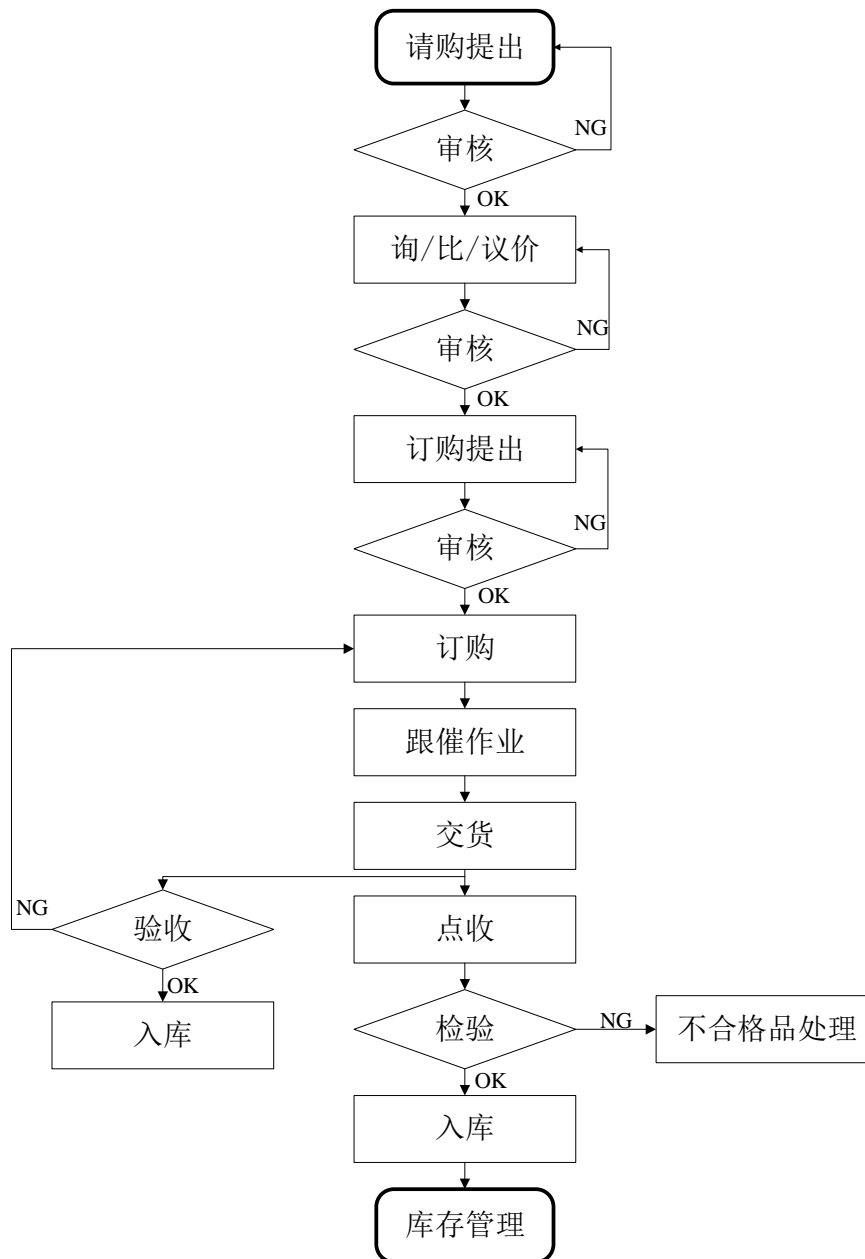 请购提出
NG
审核
OK
询/比/议价
NG
审核
OK
订购提出
NG
审核
OK
订购
跟催作业
交货
NG
验收
点收
OK
入库
检验
NG
不合格品处理
OK
入库
库存管理